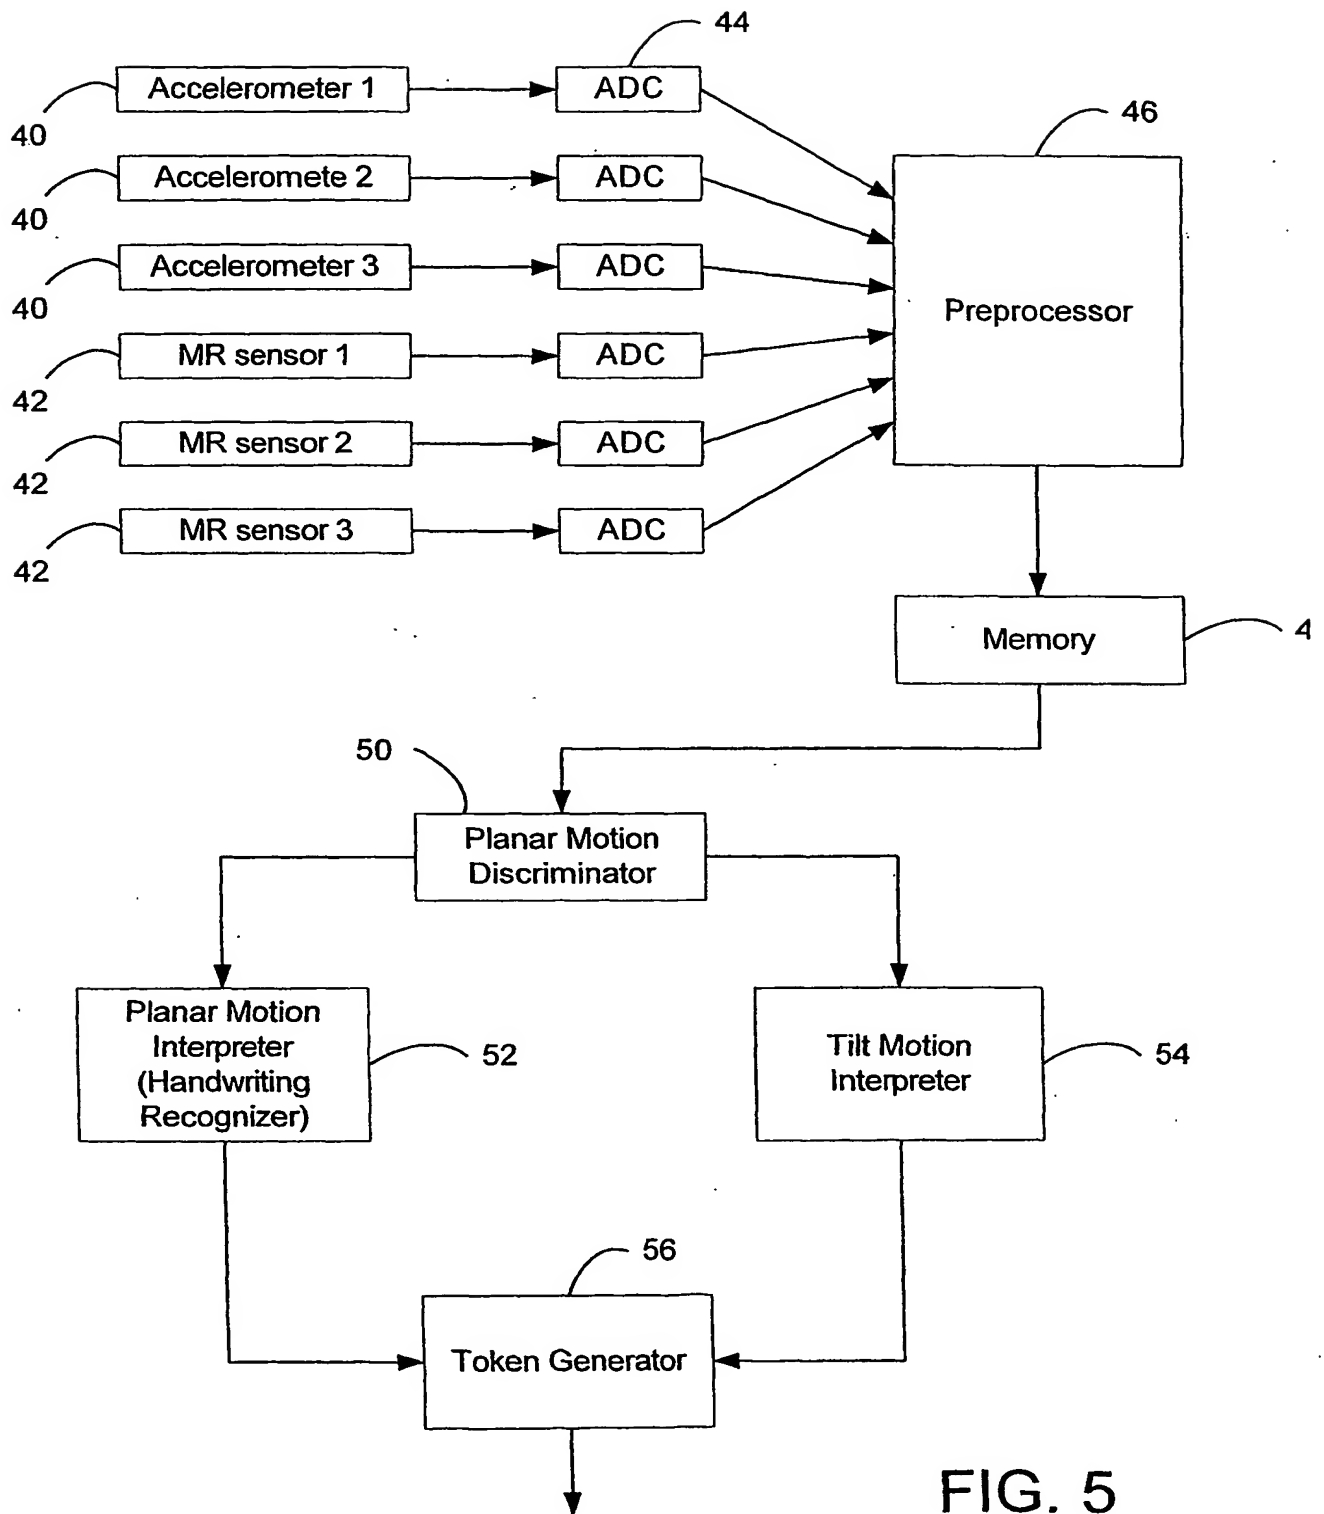 44
Accelerometer 1
ADC
40
46
Acceleromete 2
ADC
40
Accelerometer 3
ADC
40
Preprocessor
MR sensor 1
ADC
42
MR sensor 2
ADC
42
MR sensor 3
ADC
42
Memory
4
50
Planar Motion
Discriminator
Planar Motion
Interpreter
(Handwriting
Recognizer)
52
Tilt Motion
Interpreter
54
56
Token Generator
FIG. 5